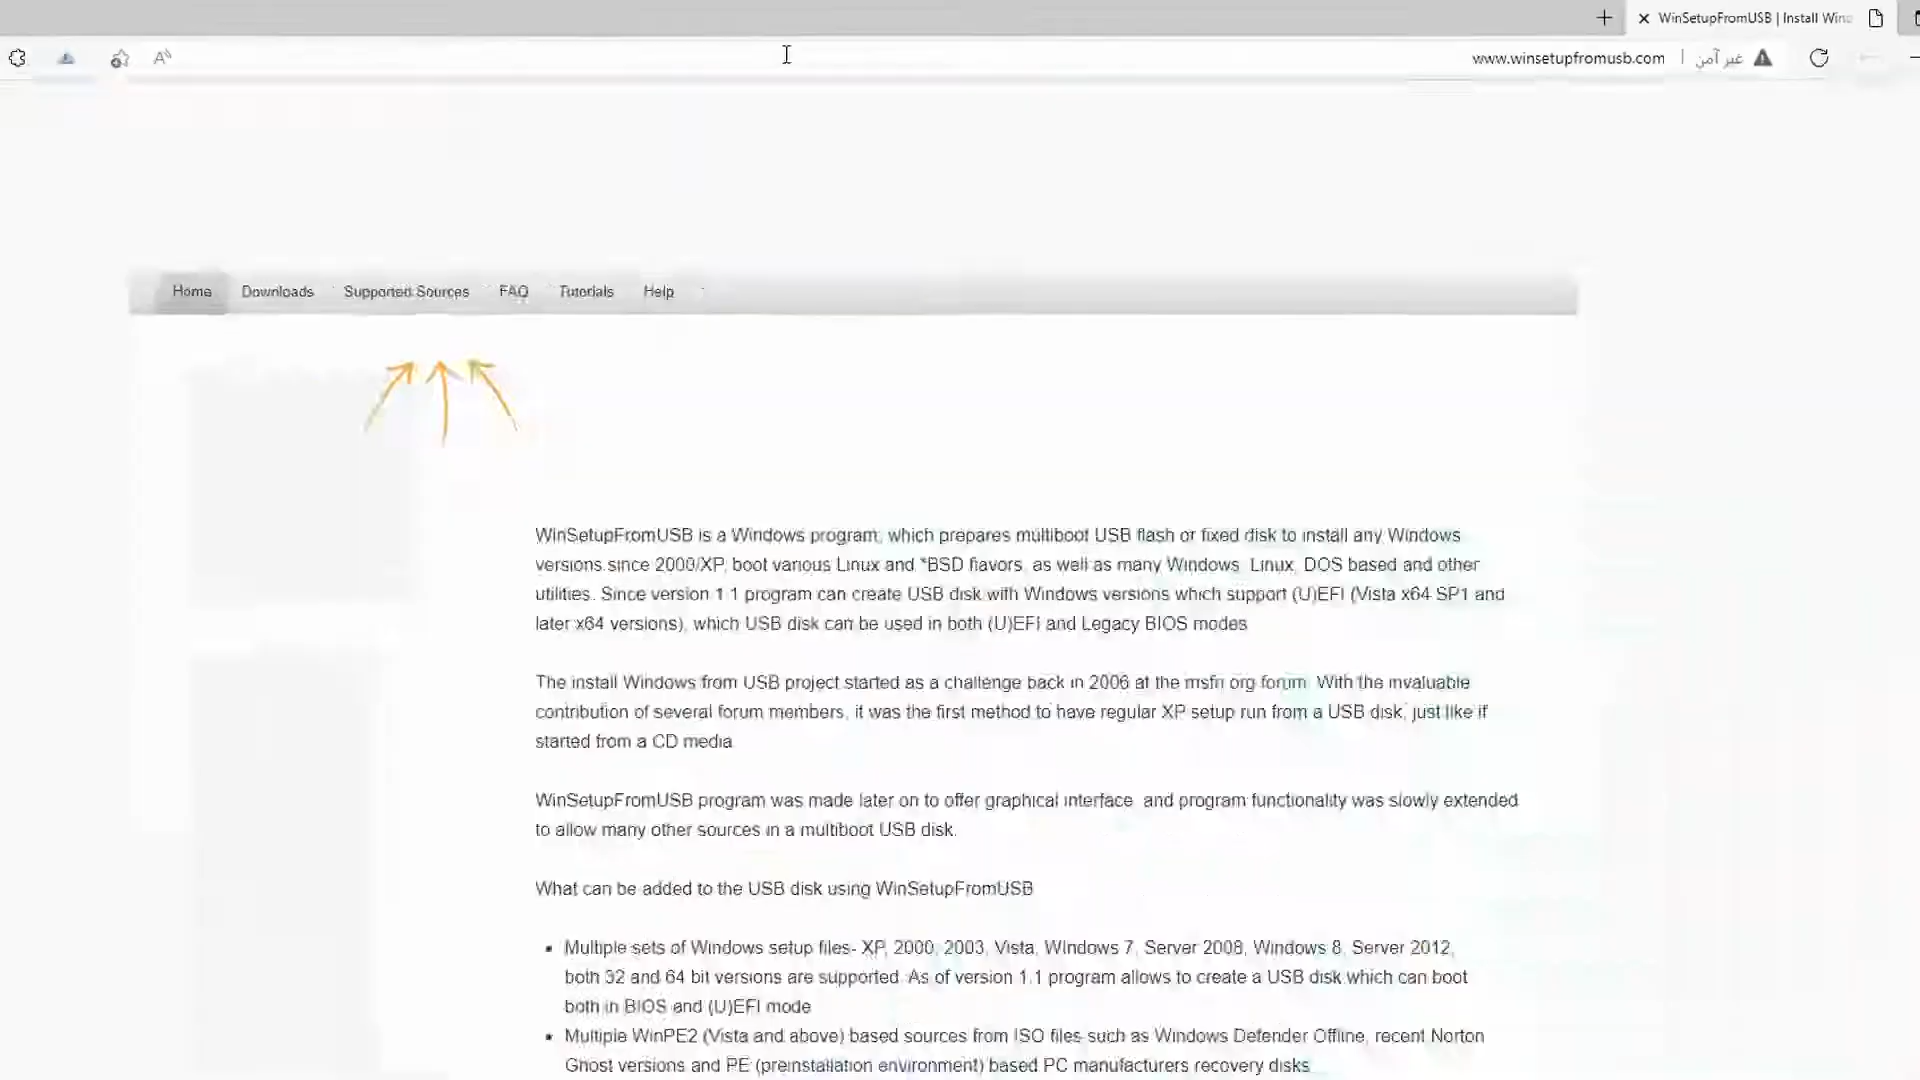 WinSetupFromUSB | Install Win
www.winsetupfromusb.com
غير آمن
Home Downloads Supported Sources FAQ Tutorials Help
WinSetupFromUSB is a Windows program, which prepares multiboot USB flash or fixed disk to install any Windows
versions since 2000/XP, boot various Linux and *BSD flavors, as well as many Windows, Linux, DOS based and other
utilities. Since version 1.1 program can create USB disk with Windows versions which support (U)EFI (Vista x64 SP1 and
later x64 versions), which USB disk can be used in both (U)EFI and Legacy BIOS modes
The install Windows from USB project started as a challenge back in 2006 at the msfn.org forum. With the invaluable
contribution of several forum members, it was the first method to have regular XP setup run from a USB disk, just like if
started from a CD media
WinSetupFromUSB program was made later on to offer graphical interface, and program functionality was slowly extended
to allow many other sources in a multiboot USB disk.
What can be added to the USB disk using WinSetupFromUSB
• Multiple sets of Windows setup files- XP, 2000, 2003, Vista, WIndows 7, Server 2008, Windows 8, Server 2012,
both 32 and 64 bit versions are supported. As of version 1.1 program allows to create a USB disk which can boot
both in BIOS and (U)EFI mode
• Multiple WinPE2 (Vista and above) based sources from ISO files such as Windows Defender Offline, recent Norton
Ghost versions and PE (preinstallation environment) based PC manufacturers recovery disks